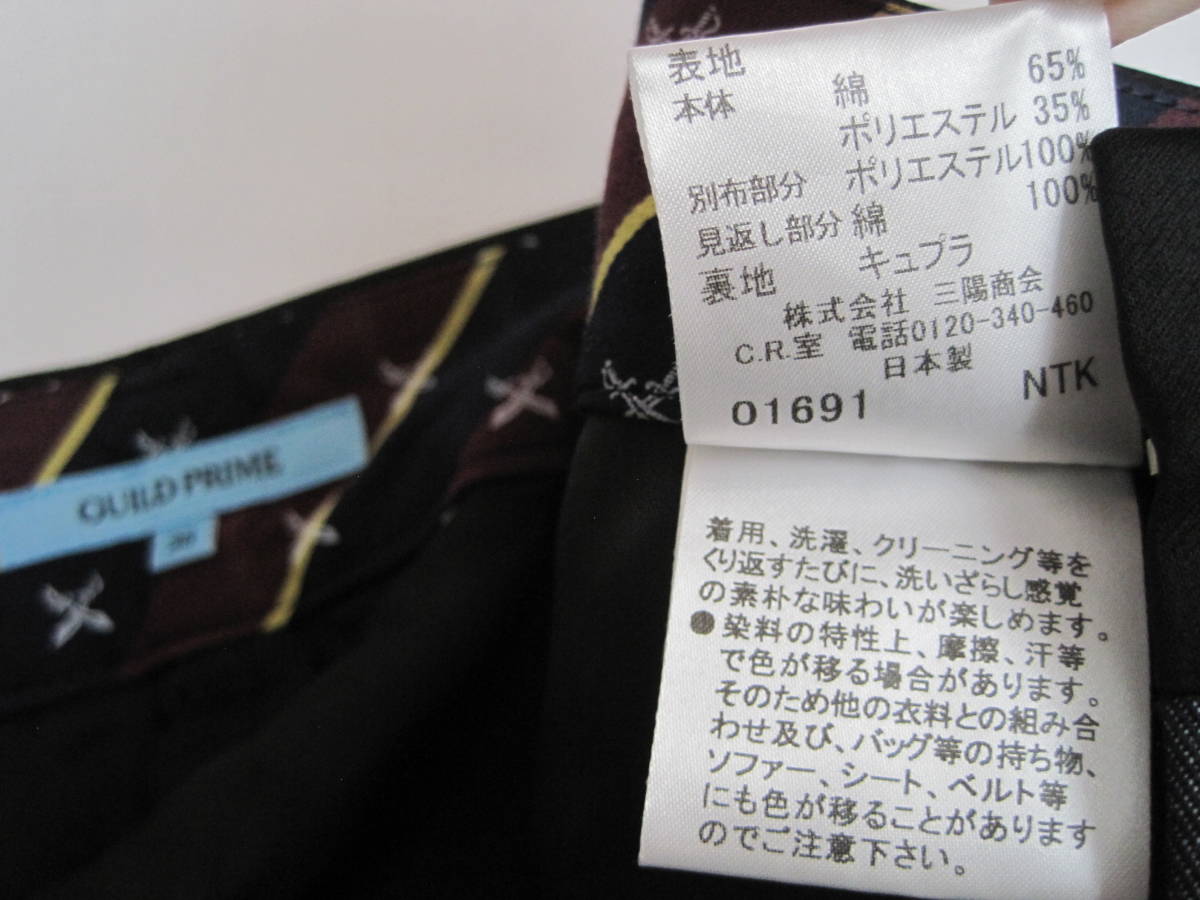 表地
本体 綿 65%
ポリエステル 35%
別布部分 ポリエステル100%
見返し部分 綿 100%
裏地 キュプラ
株式会社 三陽商会
C.R.室 電話0120-340-460
日本製
01691 NTK
GUILD PRIME
着用、洗濯、クリーニング等を
くり返すたびに、洗いざらし感覚
の素朴な味わいが楽しめます。
●染料の特性上、摩擦、汗等
で色が移る場合があります。
そのため他の衣料との組み合
わせ及び、バッグ等の持ち物、
ソファー、シート、ベルト等
にも色が移ることがあります
のでご注意下さい。